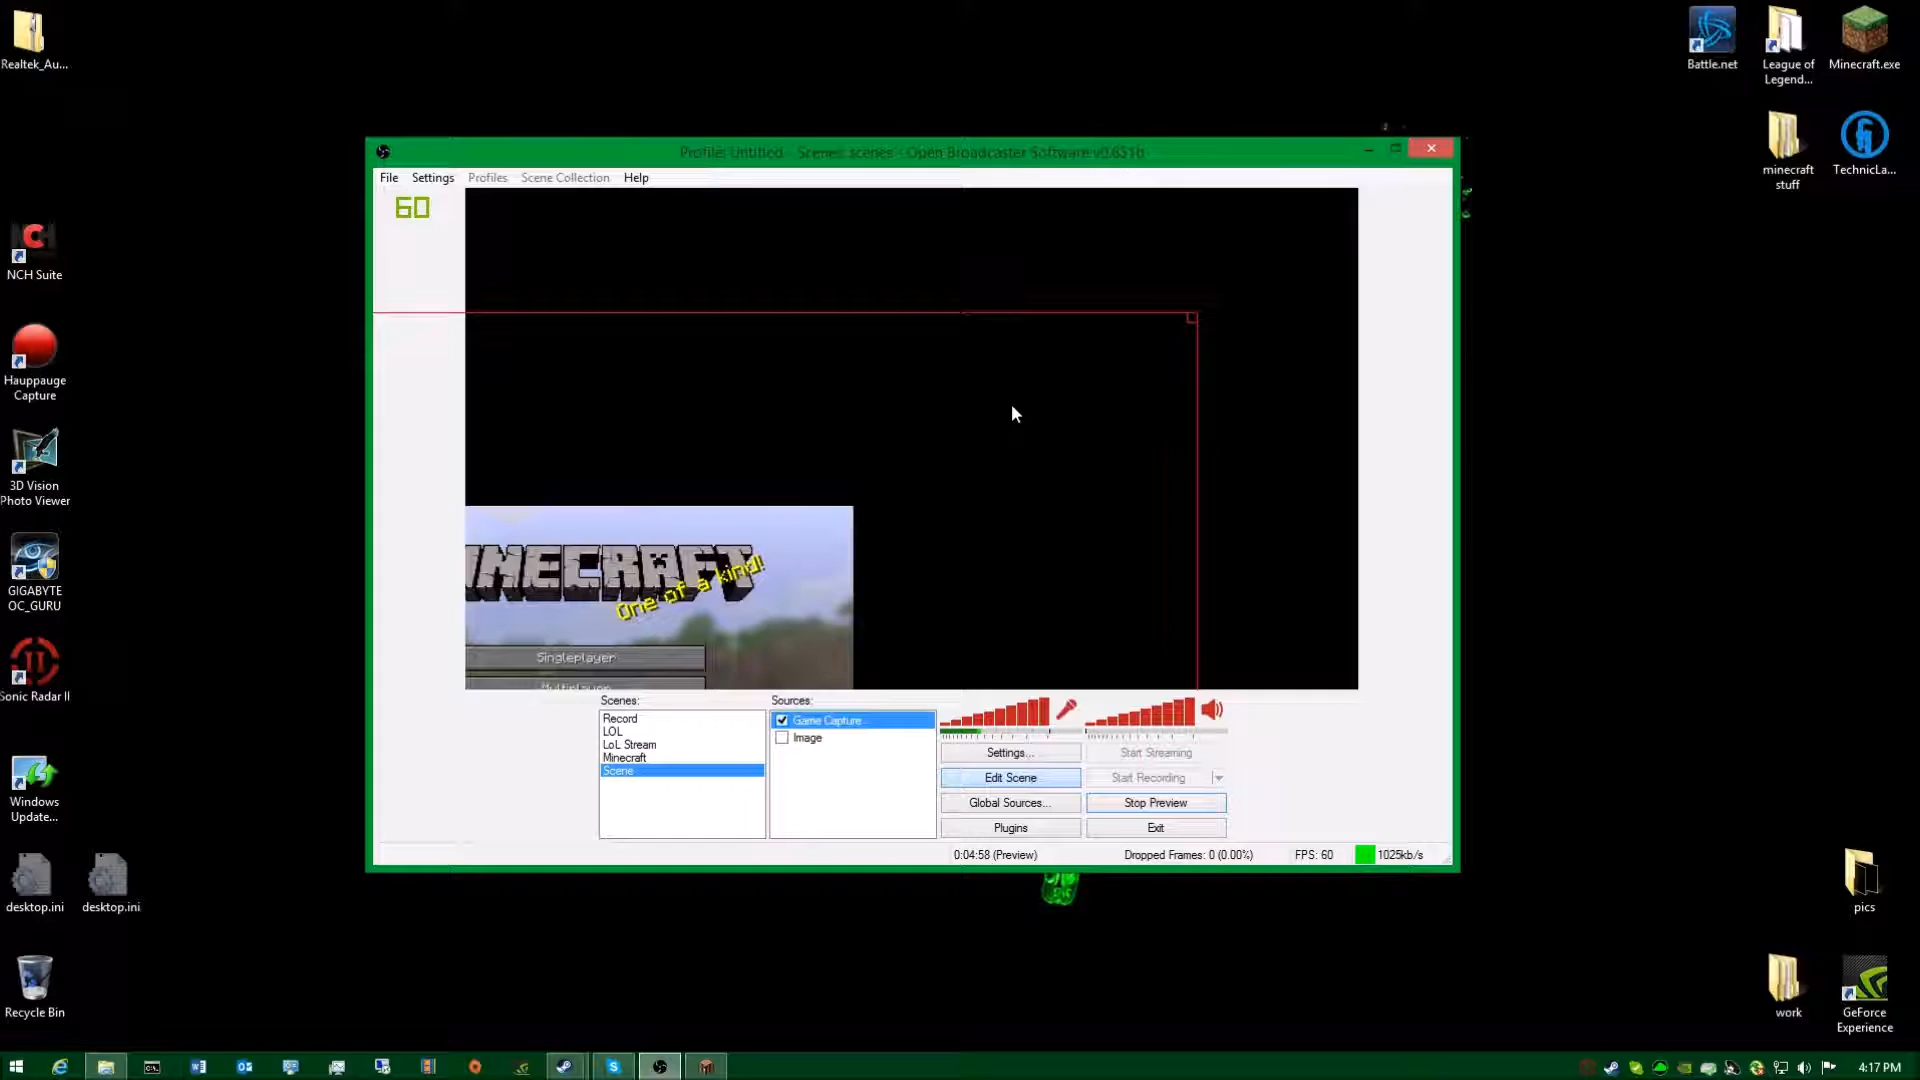 Realtek_Au...
Battle.net
League of
Legend...
Minecraft.exe
minecraft
stuff
TechnicLa...
Profile: Untitled - Scenes: scenes - Open Broadcaster Software v0.651b
File Settings Profiles Scene Collection Help
60
NCH Suite
Hauppauge
Capture
3D Vision
Photo Viewer
GIGABYTE
OC_GURU
Sonic Radar II
Windows
Update...
desktop.ini
desktop.ini
Recycle Bin
INECRAFT
One of a kind!
Singleplayer
Multiplayer
Scenes:
Record
LOL
LoL Stream
Minecraft
Scene
Sources:
Game Capture
Image
Settings...
Start Streaming
Edit Scene
Start Recording
Global Sources...
Stop Preview
Plugins
Exit
0:04:58 (Preview)
Dropped Frames: 0 (0.00%)
FPS: 60
1025kb/s
pics
work
GeForce
Experience
4:17 PM